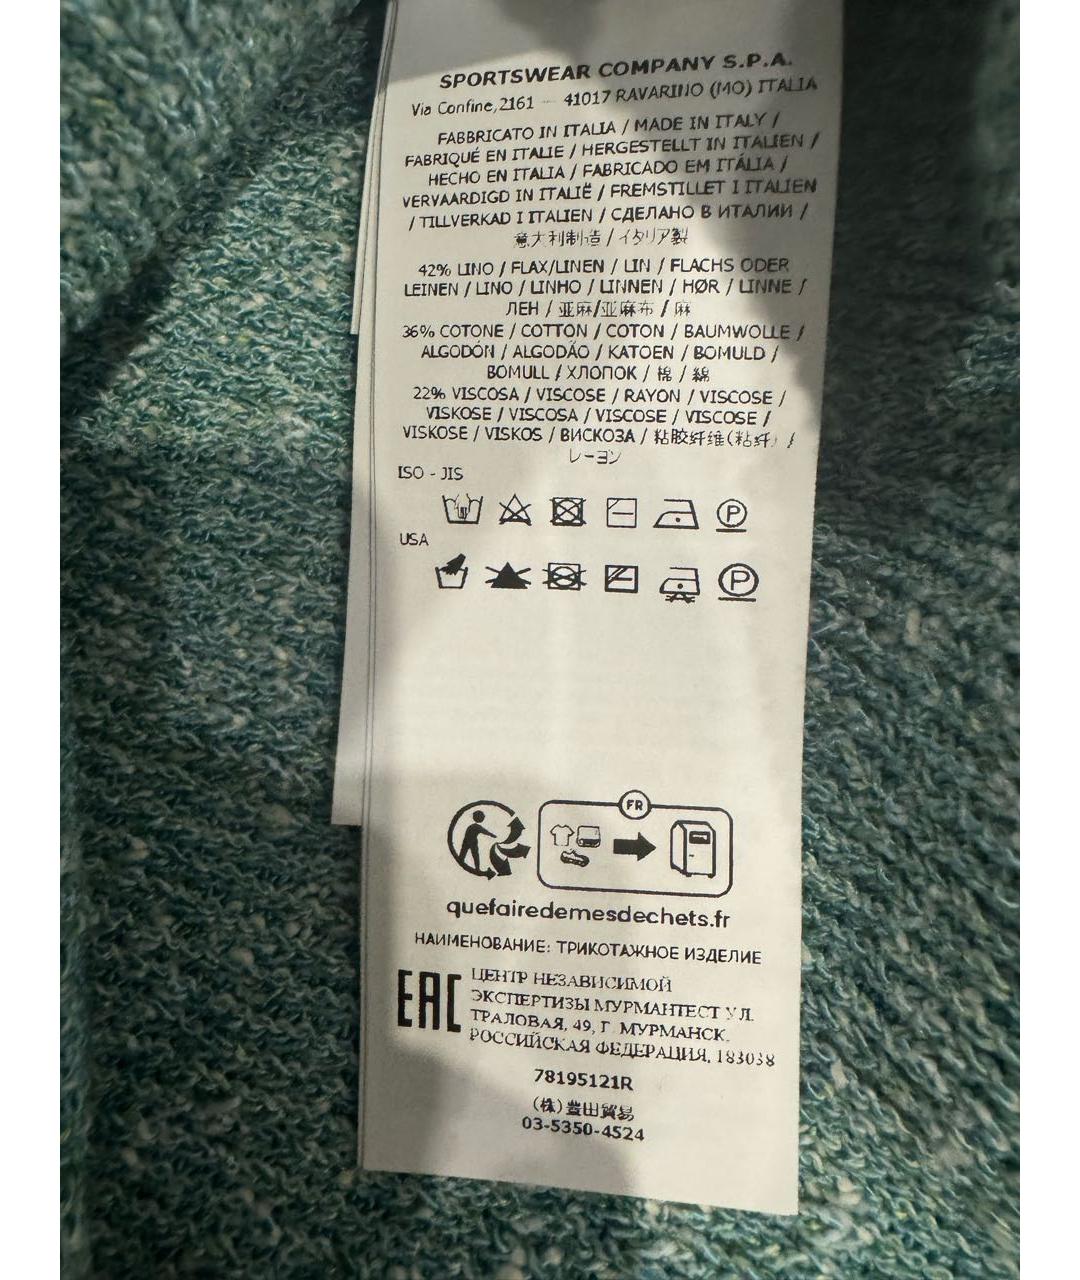 SPORTSWEAR COMPANY S.P.A.
Via Confine,2161 - 41017 RAVARINO (MO) ITALIA
FABBRICATO IN ITALIA / MADE IN ITALY /
FABRIQUÉ EN ITALIE / HERGESTELLT IN ITALIEN /
HECHO EN ITALIA / FABRICADO EM ITÁLIA /
VERVAARDIGD IN ITALIË / FREMSTILLET I ITALIEN
/ TILLVERKAD I ITALIEN / СДЕЛАНО В ИТАЛИИ /
意大利制造 / イタリア製
42% LINO / FLAX/LINEN / LIN / FLACHS ODER
LEINEN / LINO / LINHO / LINNEN / HØR / LINNE /
ЛЕН / 亚麻/亚麻布 / 麻
36% COTONE / COTTON / COTON / BAUMWOLLE /
ALGODÓN / ALGODÃO / KATOEN / BOMULD /
BOMULL / ХЛОПОК / 棉 / 綿
22% VISCOSA / VISCOSE / RAYON / VISCOSE /
VISKOSE / VISCOSA / VISCOSE / VISCOSE /
VISKOSE / VISKOS / ВИСКОЗА / 粘胶纤维(粘纤) /
レーヨン
ISO - JIS
P
USA
P
FR
quefairedemesdechets.fr
НАИМЕНОВАНИЕ: ТРИКОТАЖНОЕ ИЗДЕЛИЕ
EAC
ЦЕНТР НЕЗАВИСИМОЙ
ЭКСПЕРТИЗЫ МУРМАНТЕСТ УЛ.
ТРАЛОВАЯ, 49, Г. МУРМАНСК,
РОССИЙСКАЯ ФЕДЕРАЦИЯ, 183038
78195121R
(株)豊田貿易
03-5350-4524